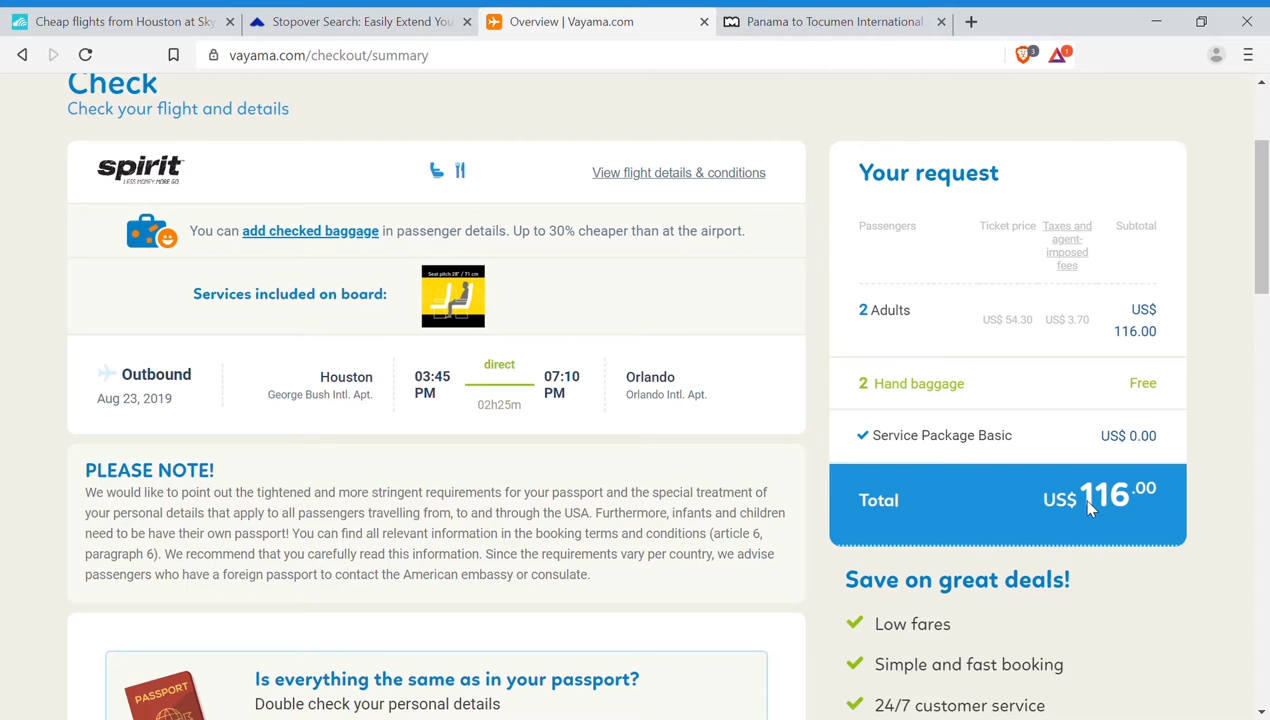 Cheap flights from Houston at Sky
Stopover Search: Easily Extend You
Overview | Vayama.com
Panama to Tocumen International
vayama.com/checkout/summary
3
1
Check
Check your flight and details
spirit
LESS MONEY. MORE GO.
View flight details & conditions
You can add checked baggage in passenger details. Up to 30% cheaper than at the airport.
Services included on board:
Seat pitch 28" / 71 cm
Outbound
Aug 23, 2019
Houston
George Bush Intl. Apt.
03:45
PM
direct
02h25m
07:10
PM
Orlando
Orlando Intl. Apt.
PLEASE NOTE!
We would like to point out the tightened and more stringent requirements for your passport and the special treatment of
your personal details that apply to all passengers travelling from, to and through the USA. Furthermore, infants and children
need to be have their own passport! You can find all relevant information in the booking terms and conditions (article 6,
paragraph 6). We recommend that you carefully read this information. Since the requirements vary per country, we advise
passengers who have a foreign passport to contact the American embassy or consulate.
PASSPORT
Is everything the same as in your passport?
Double check your personal details
Your request
Passengers
Ticket price
Taxes and
agent-
imposed
fees
Subtotal
2 Adults
US$ 54.30
US$ 3.70
US$
116.00
2 Hand baggage
Free
Service Package Basic
US$ 0.00
Total
US$ 116.00
Save on great deals!
Low fares
Simple and fast booking
24/7 customer service